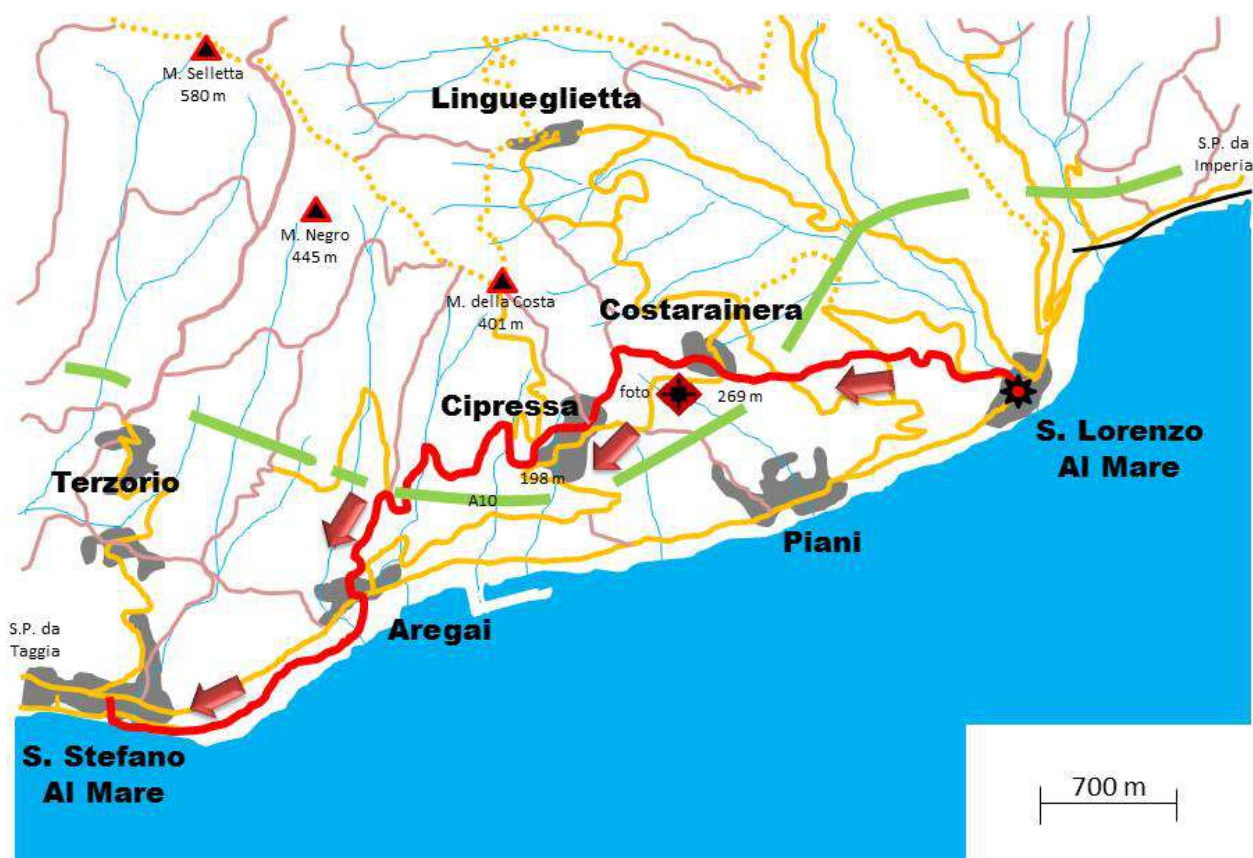 M. Selletta
580 m
Lingueglietta
S.P. da
Imperia
M. Negro
445 m
M. della Costa
401 m
Costarainera
foto
269 m
Cipressa
S. Lorenzo
Al Mare
Terzorio
198 m
A10
Piani
Aregai
S.P. da
Taggia
S. Stefano
Al Mare
700 m